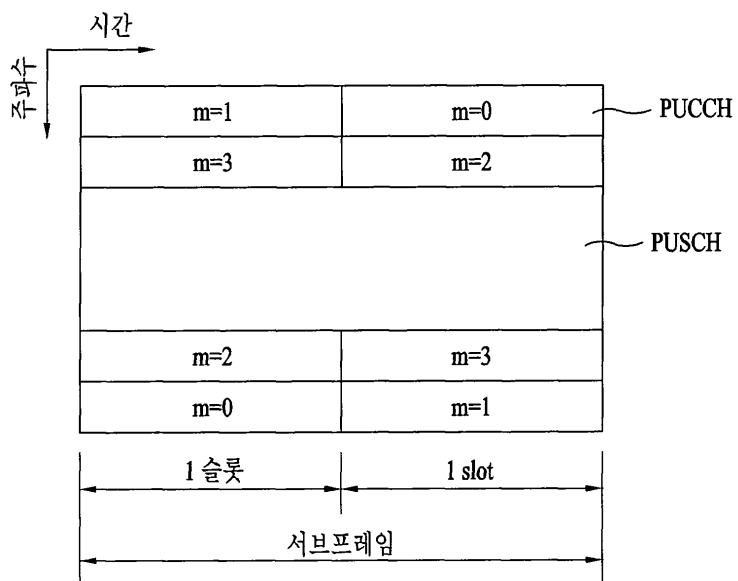 시간
주파수
m=1
m=0
PUCCH
m=3
m=2
PUSCH
m=2
m=3
m=0
m=1
1 슬롯
1 slot
서브프레임